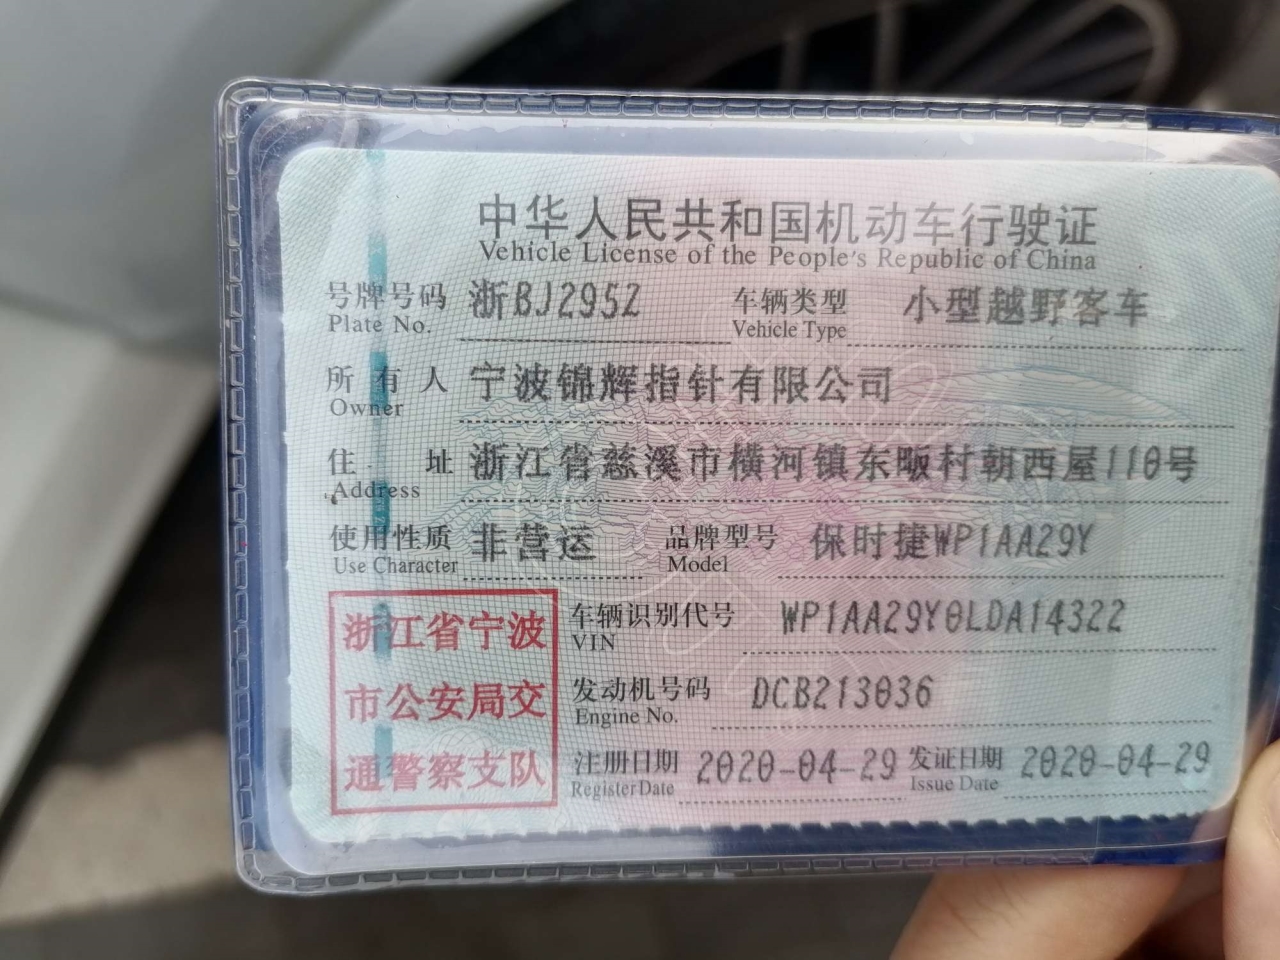 中华人民共和国机动车行驶证
Vehicle License of the People's Republic of China
号牌号码 浙BJ2952 车辆类型 小型越野客车
Plate No. Vehicle Type
所有人 宁波锦辉指针有限公司
Owner
住址 浙江省慈溪市横河镇东畈村朝西屋110号
Address
使用性质 非营运 品牌型号 保时捷WP1AA29Y
Use Character Model
浙江省宁波 车辆识别代号 WP1AA29Y0LDA14322
VIN
市公安局交 发动机号码 DCB213036
Engine No.
通警察支队 注册日期 2020-04-29 发证日期 2020-04-29
Register Date Issue Date